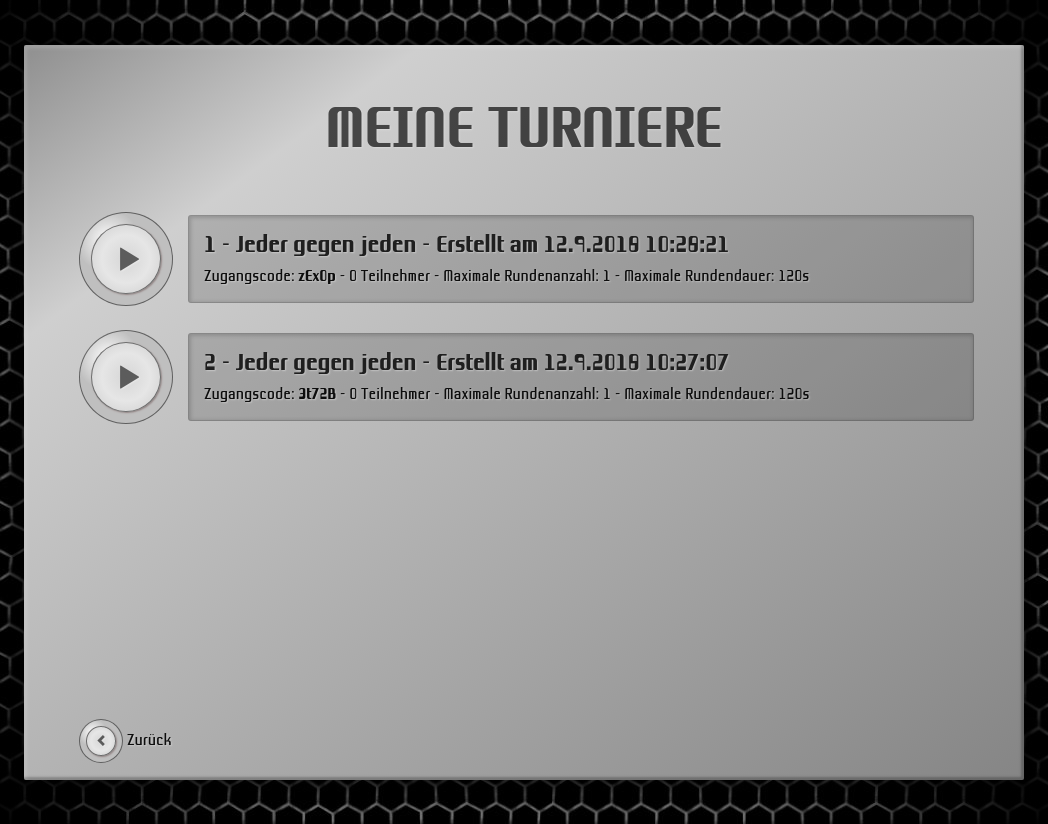 MEINE TURNIERE
1 - Jeder gegen jeden - Erstellt am 12.9.2018 10:28:21
Zugangscode: zEx0p - 0 Teilnehmer - Maximale Rundenanzahl: 1 - Maximale Rundendauer: 120s
2 - Jeder gegen jeden - Erstellt am 12.9.2018 10:27:07
Zugangscode: 3t72B - 0 Teilnehmer - Maximale Rundenanzahl: 1 - Maximale Rundendauer: 120s
Zurück